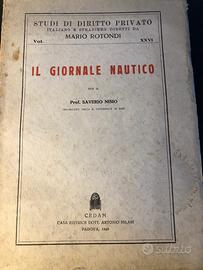 STUDI DI DIRITTO PRIVATO
ITALIANO E STRANIERO DIRETTI DA
Vol. MARIO ROTONDI XXVI
IL GIORNALE NAUTICO
Prof. SAVERIO NISIO
CEDAM
CASA EDITRICE DOTT. ANTONIO MILANI
PADOVA,
subito